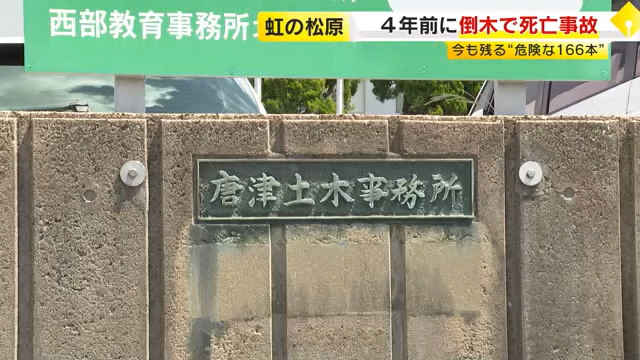 西部教育事務所
虹の松原
4年前に倒木で死亡事故
今も残る“危険な166本”
唐津土木事務所